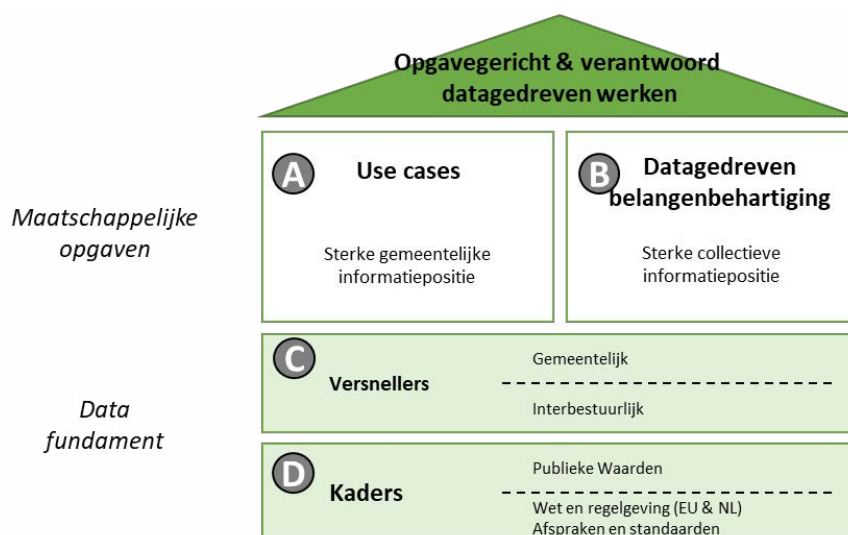 Opgavegericht & verantwoord
datagedreven werken
Maatschappelijke
opgaven
A
Use cases
Sterke gemeentelijke
informatiepositie
B
Datagedreven
belangenbehartiging
Sterke collectieve
informatiepositie
Data
fundament
C
Versnellers
Gemeentelijk
Interbestuurlijk
D
Kaders
Publieke Waarden
Wet en regelgeving (EU & NL)
Afspraken en standaarden